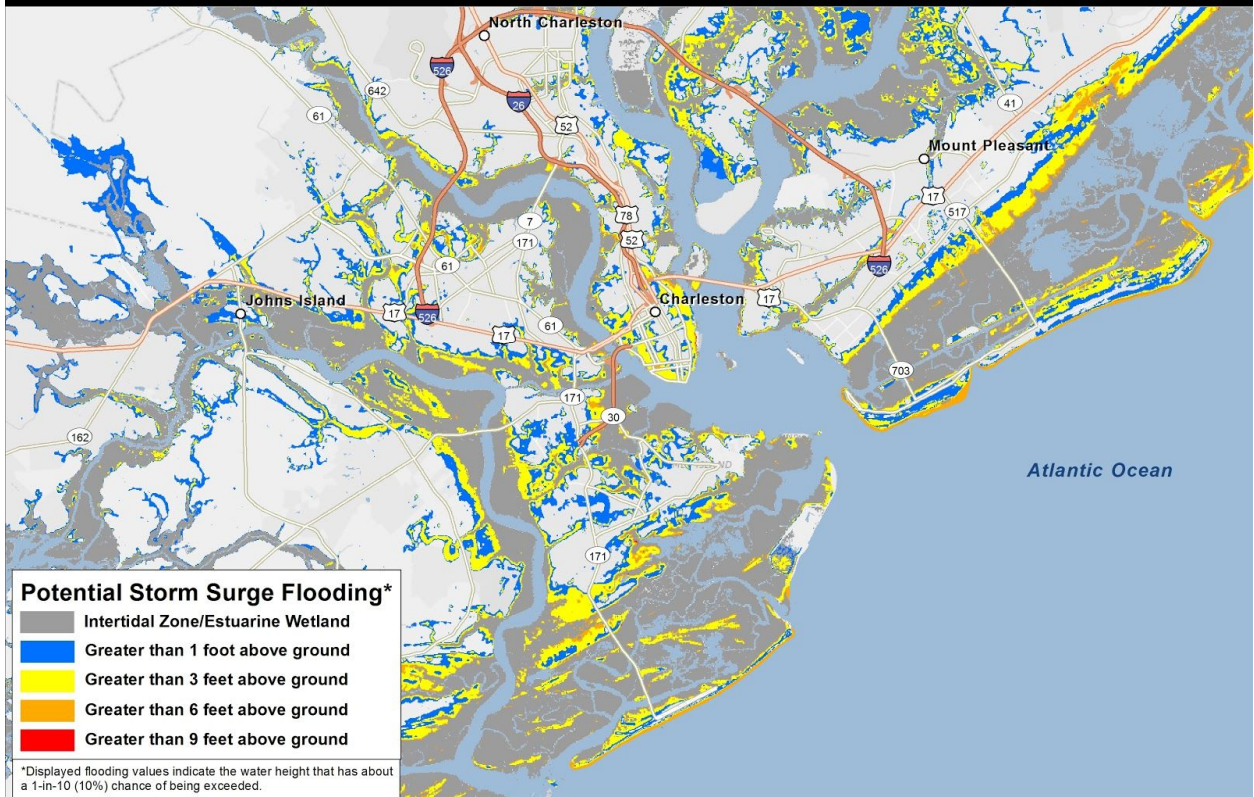 North Charleston
526
26
642
61
52
41
Mount Pleasant
17
517
7
78
171
52
61
526
Johns Island
Charleston
17
17
526
17
61
703
171
30
162
Atlantic Ocean
171
Potential Storm Surge Flooding*
Intertidal Zone/Estuarine Wetland
Greater than 1 foot above ground
Greater than 3 feet above ground
Greater than 6 feet above ground
Greater than 9 feet above ground
*Displayed flooding values indicate the water height that has about
a 1-in-10 (10%) chance of being exceeded.